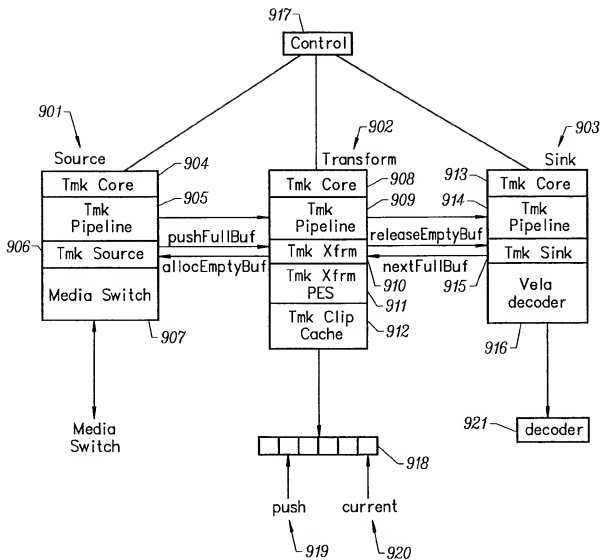 917
Control
901
902
903
Source
904
Transform
913
Sink
Tmk Core
905
Tmk Core
908
909
Tmk Core
914
Tmk
Pipeline
Tmk
Pipeline
Tmk
Pipeline
906
pushFullBuf
releaseEmptyBuf
Tmk Source
Tmk Xfrm
Tmk Sink
allocEmptyBuf
910
nextFullBuf
915
Media Switch
Tmk Xfrm
PES
911
Vela
decoder
907
Tmk Clip
Cache
912
916
Media
Switch
921
decoder
918
push
current
919
920